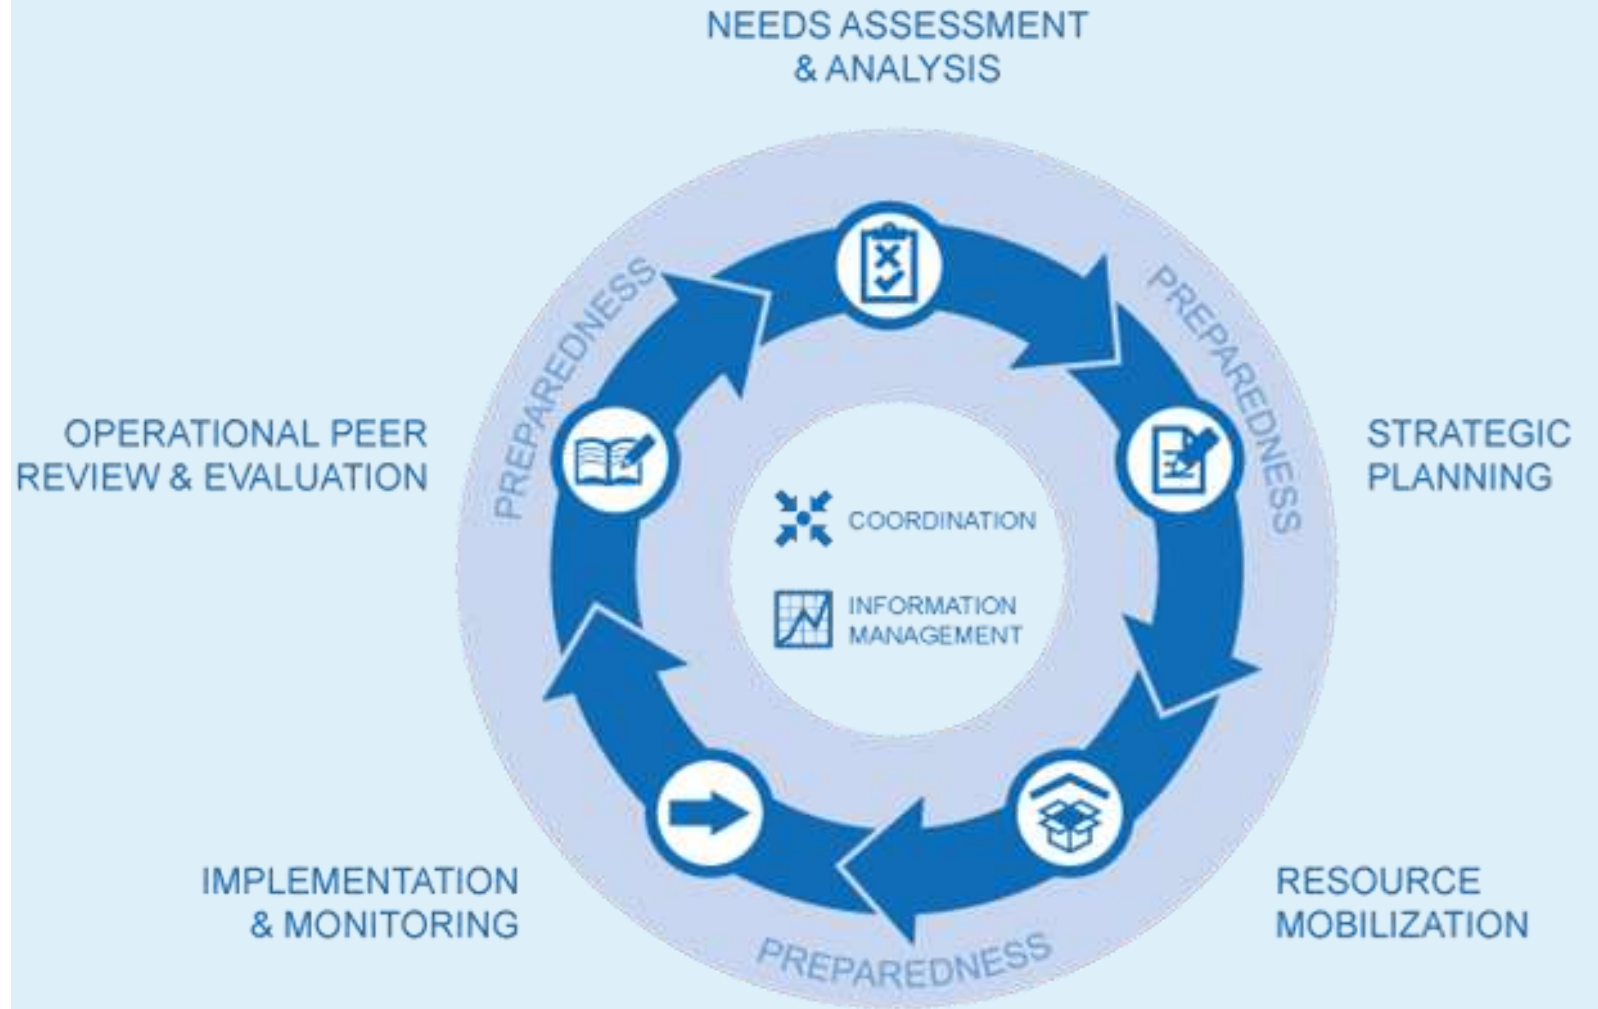 NEEDS ASSESSMENT
& ANALYSIS
PREPAREDNESS
PREPAREDNESS
OPERATIONAL PEER
REVIEW & EVALUATION
STRATEGIC
PLANNING
COORDINATION
INFORMATION
MANAGEMENT
IMPLEMENTATION
& MONITORING
RESOURCE
MOBILIZATION
PREPAREDNESS